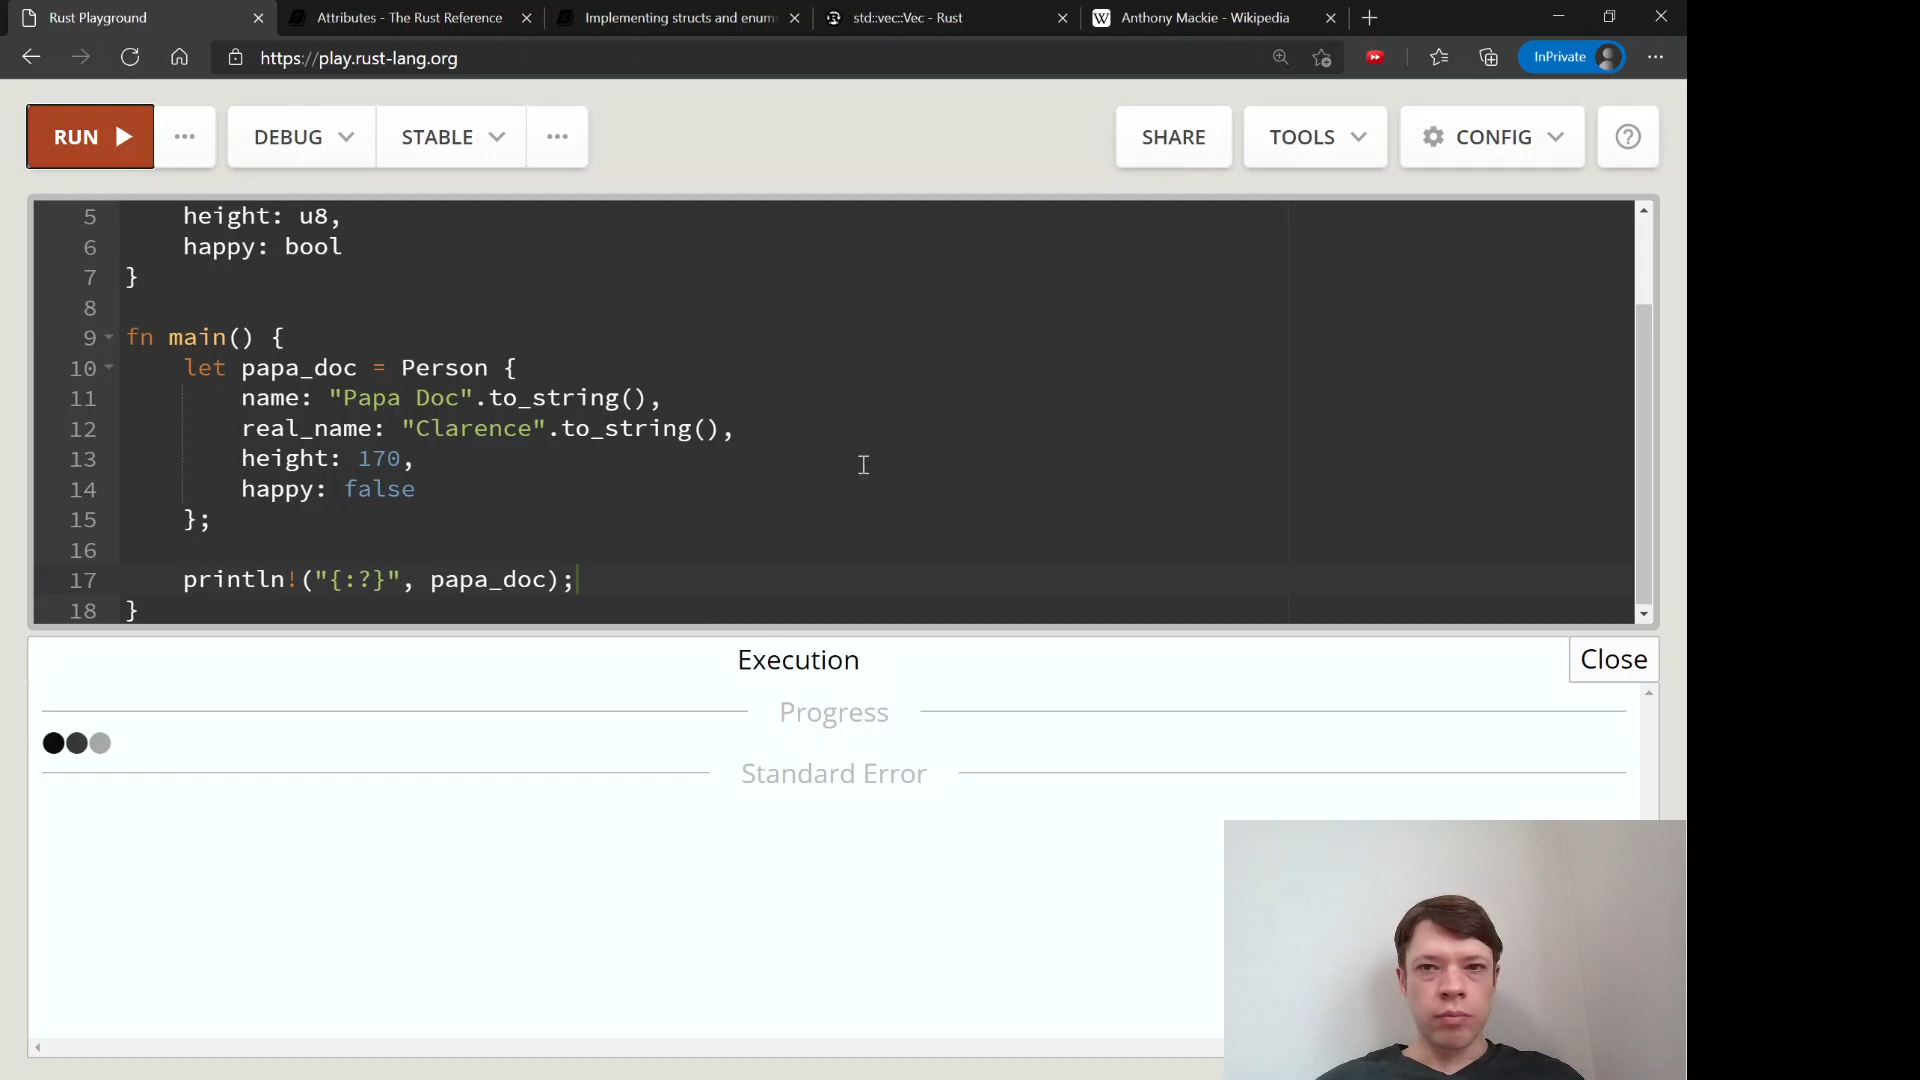 Rust Playground
Attributes - The Rust Reference
Implementing structs and enum
std::vec::Vec - Rust
W Anthony Mackie - Wikipedia
https://play.rust-lang.org
InPrivate
RUN
DEBUG
STABLE
SHARE
TOOLS
CONFIG
5 height: u8,
6 happy: bool
7 }
8
9 fn main() {
10 let papa_doc = Person {
11 name: "Papa Doc".to_string(),
12 real_name: "Clarence".to_string(),
13 height: 170,
14 happy: false
15 };
16
17 println!("{:?}", papa_doc);
18 }
Execution
Close
Progress
Standard Error